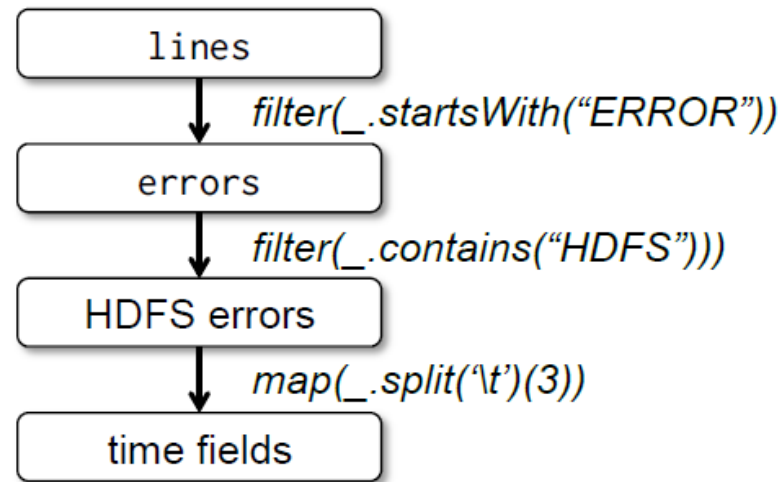 lines
filter(_.startsWith(“ERROR”))
errors
filter(_.contains(“HDFS”)))
HDFS errors
map(_.split(‘\t’)(3))
time fields